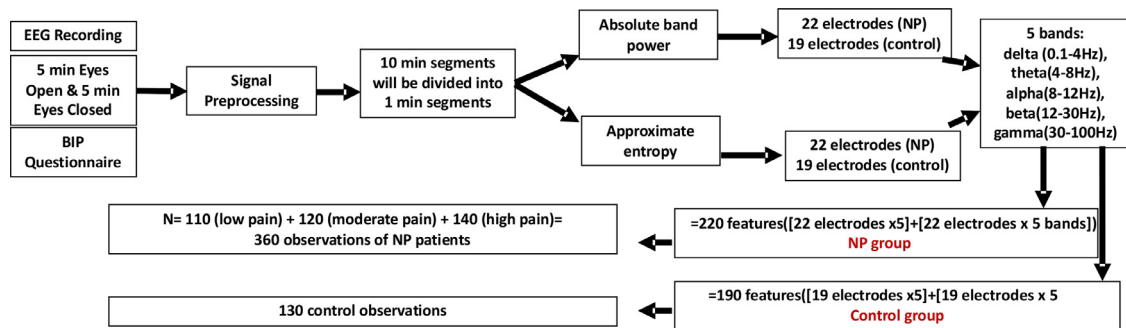 EEG Recording
5 min Eyes
Open & 5 min
Eyes Closed
BIP
Questionnaire
Signal
Preprocessing
10 min segments
will be divided into
1 min segments
Absolute band
power
Approximate
entropy
22 electrodes (NP)
19 electrodes (control)
22 electrodes (NP)
19 electrodes (control)
5 bands:
delta (0.1-4Hz),
theta(4-8Hz),
alpha(8-12Hz),
beta(12-30Hz),
gamma(30-100Hz)
=220 features([22 electrodes x5]+[22 electrodes x 5 bands])
NP group
N= 110 (low pain) + 120 (moderate pain) + 140 (high pain)=
360 observations of NP patients
=190 features([19 electrodes x5]+[19 electrodes x 5
Control group
130 control observations